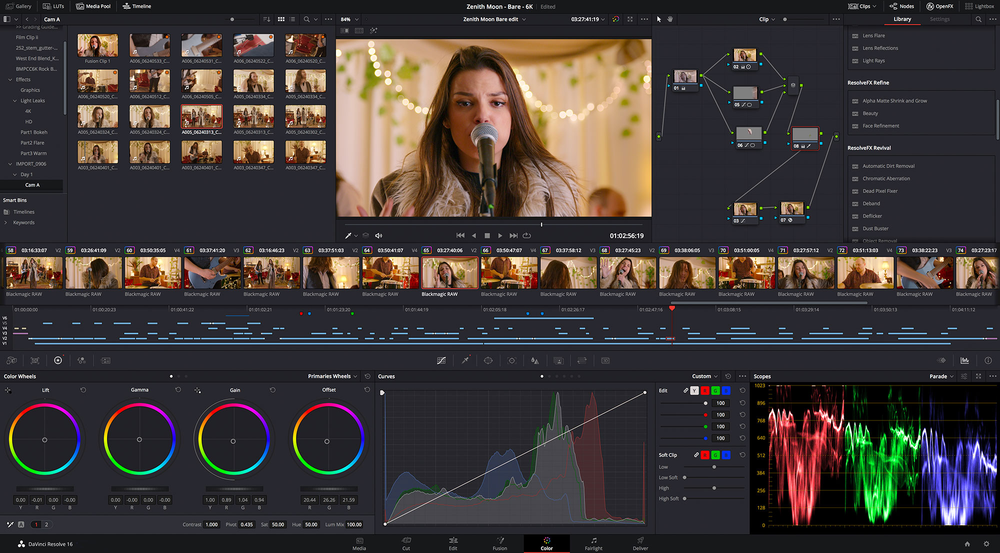 Gallery LUTs Media Pool Timeline Zenith Moon - Bare - 6K Edited Clips Nodes OpenFX Lightbox
Cam A 84% Zenith Moon Bare edit 03:27:41:19 Clip Library Settings
>> Grading Guide...
Film Clip ii
252_stem_gutter-...
West End Blend_K...
BMPCC6K Rock B...
Effects
Graphics
Light Leaks
4K
HD
Part1 Bokeh
Part2 Flare
Part3 Warm
IMPORT_0906
Day 1
Cam A
Smart Bins
Timelines
Keywords
Fusion Clip 1 A006_06240533_C... A006_06240531_C... A006_06240522_C... A006_06240520_C...
A006_06240520_C... A006_06240512_C... A006_06240505_C... A005_06240334_C... A005_06240334_C...
A005_06240324_C... A005_06240324_C... A005_06240313_C... A005_06240313_C... A005_06240302_C...
A003_06240401_C... A003_06240401_C... A003_06240401_C... A003_06240347_C... A003_06240347_C...
01:02:56:19
02
01
05
06
08
03
07
Lens Flare
Lens Reflections
Light Rays
ResolveFX Refine
Alpha Matte Shrink and Grow
Beauty
Face Refinement
ResolveFX Revival
Automatic Dirt Removal
Chromatic Aberration
Dead Pixel Fixer
Deband
Deflicker
Dust Buster
Object Removal
58 03:16:33:07 V2 59 03:26:41:09 V2 60 03:50:35:05 V4 61 03:37:41:20 V3 62 03:16:46:23 V2 63 03:37:51:03 V2 64 03:50:41:07 V4 65 03:27:40:06 V2 66 03:50:47:07 V4 67 03:37:58:12 V3 68 03:27:45:23 V2 69 03:38:06:05 V3 70 03:51:00:05 V4 71 03:27:57:12 V2 72 03:51:13:03 V4 73 03:38:22:23 V3 74 03:27:23:17
Blackmagic RAW Blackmagic RAW Blackmagic RAW Blackmagic RAW Blackmagic RAW Blackmagic RAW Blackmagic RAW Blackmagic RAW Blackmagic RAW Blackmagic RAW Blackmagic RAW Blackmagic RAW Blackmagic RAW Blackmagic RAW Blackmagic RAW Blackmagic RAW Blackmagic RAW
01:00:00:00 01:00:20:23 01:00:41:22 01:01:02:21 01:01:23:20 01:01:44:19 01:02:05:18 01:02:26:17 01:02:47:16 01:03:08:15 01:03:29:14 01:03:50:13 01:04:11:12
V6
V5
V4
V3
V2
V1
3D
Color Wheels Primaries Wheels Curves Custom Scopes Parade
Lift Gamma Gain Offset
0.00 -0.01 0.00 -0.00 0.00 -0.00 0.00 -0.00 1.00 0.89 1.04 0.94 20.44 26.26 21.59
Y R G B Y R G B Y R G B R G B
A 1 2 Contrast 1.000 Pivot 0.435 Sat 50.00 Hue 50.00 Lum Mix 100.00
Edit Y R G B
100
100
100
100
Soft Clip R G B
Low
Low Soft
High
High Soft
1023
896
768
640
512
384
256
128
0
DaVinci Resolve 16 Media Cut Edit Fusion Color Fairlight Deliver